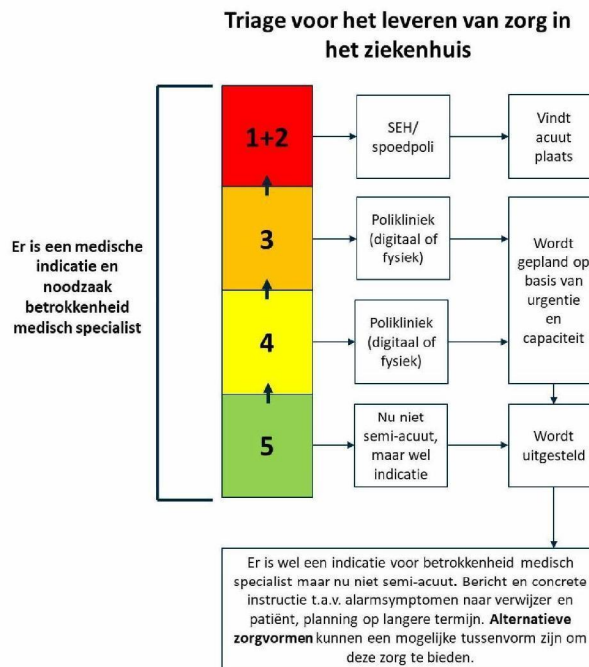 Triage voor het leveren van zorg in
het ziekenhuis
Er is een medische
indicatie en
noodzaak
betrokkenheid
medisch specialist
1+2
SEH/
spoedpoli
Vindt
acuut
plaats
3
Polikliniek
(digitaal of
fysiek)
Wordt
gepland op
basis van
urgentie
en
capaciteit
4
Polikliniek
(digitaal of
fysiek)
5
Nu niet
semi-acuut,
maar wel
indicatie
Wordt
uitgesteld
Er is wel een indicatie voor betrokkenheid medisch
specialist maar nu niet semi-acuut. Bericht en concrete
instructie t.a.v. alarmsymptomen naar verwijzer en
patiënt, planning op langere termijn. Alternatieve
zorgvormen kunnen een mogelijke tussenvorm zijn om
deze zorg te bieden.